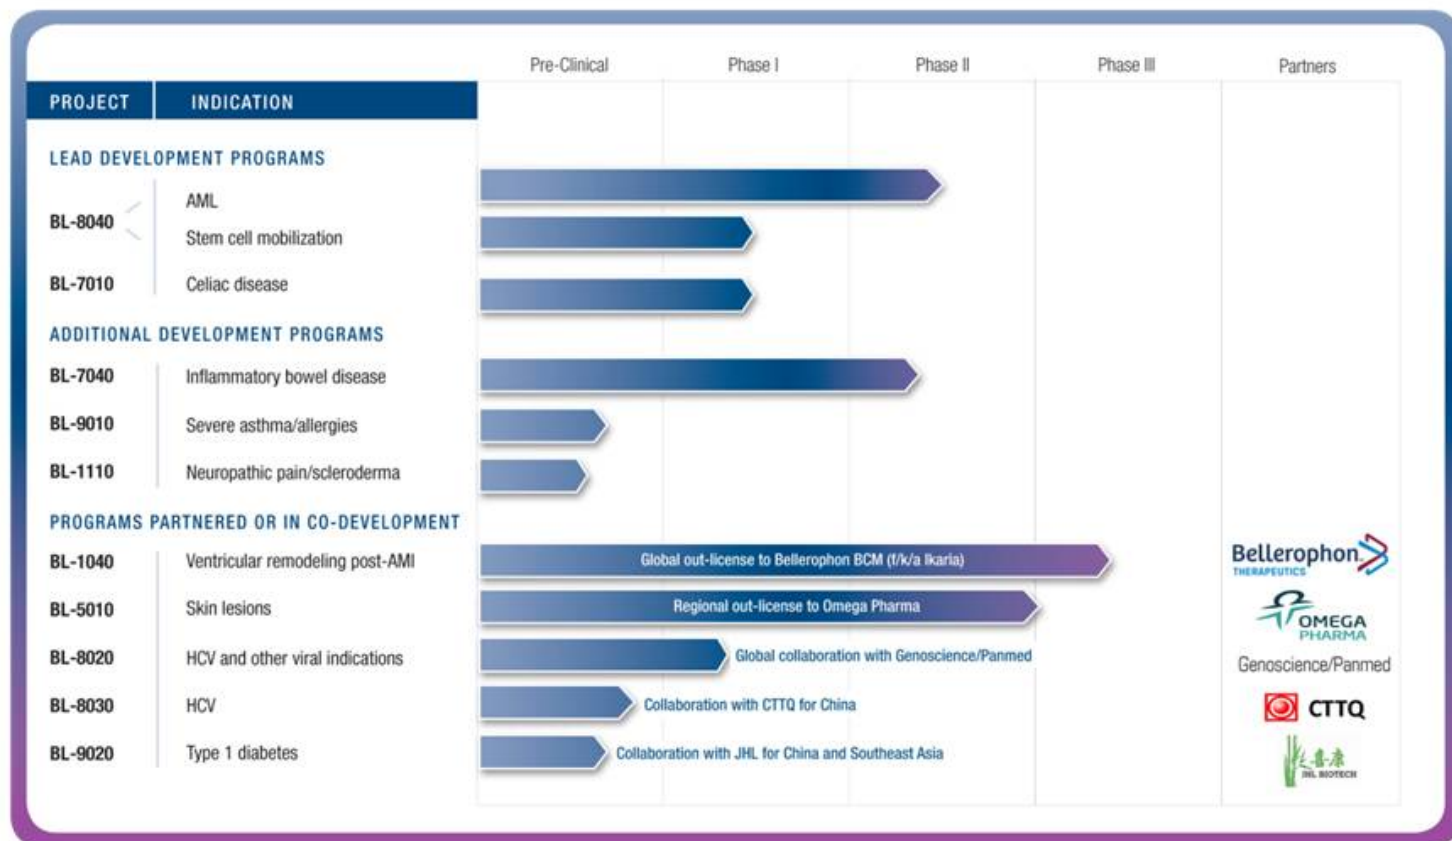 Pre-Clinical Phase I Phase II Phase III Partners
PROJECT INDICATION
LEAD DEVELOPMENT PROGRAMS
BL-8040 AML
Stem cell mobilization
BL-7010 Celiac disease
ADDITIONAL DEVELOPMENT PROGRAMS
BL-7040 Inflammatory bowel disease
BL-9010 Severe asthma/allergies
BL-1110 Neuropathic pain/scleroderma
PROGRAMS PARTNERED OR IN CO-DEVELOPMENT
BL-1040 Ventricular remodeling post-AMI Global out-license to Bellerophon BCM (f/k/a Ikaria) Bellerophon
THERAPEUTICS
BL-5010 Skin lesions Regional out-license to Omega Pharma OMEGA
PHARMA
BL-8020 HCV and other viral indications Global collaboration with Genoscience/Panmed Genoscience/Panmed
BL-8030 HCV Collaboration with CTTQ for China CTTQ
BL-9020 Type 1 diabetes Collaboration with JHL for China and Southeast Asia
JHL BIOTECH